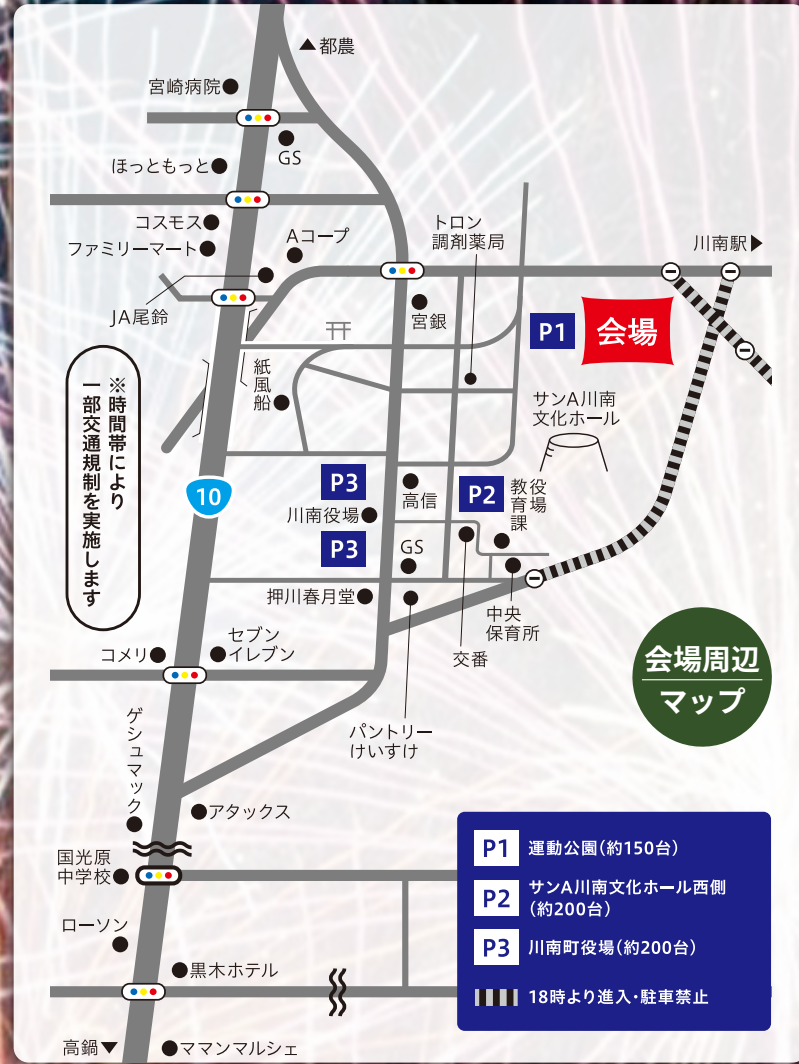 ▲都農
宮崎病院
GS
ほっともっと
コスモス
ファミリーマート
Aコープ
トロン
調剤薬局
川南駅▶
JA尾鈴
宮銀
P1
会場
紙風船
サンA川南
文化ホール
※時間帯により
一部交通規制を実施します
10
P3
高信
P2
役場
教育課
川南役場
P3
GS
押川春月堂
中央
保育所
交番
セブン
イレブン
コメリ
会場周辺
マップ
パントリー
けいすけ
ゲシュマック
アタックス
国光原
中学校
ローソン
黒木ホテル
高鍋▼
ママンマルシェ
P1 運動公園(約150台)
P2 サンA川南文化ホール西側
(約200台)
P3 川南町役場(約200台)
18時より進入・駐車禁止